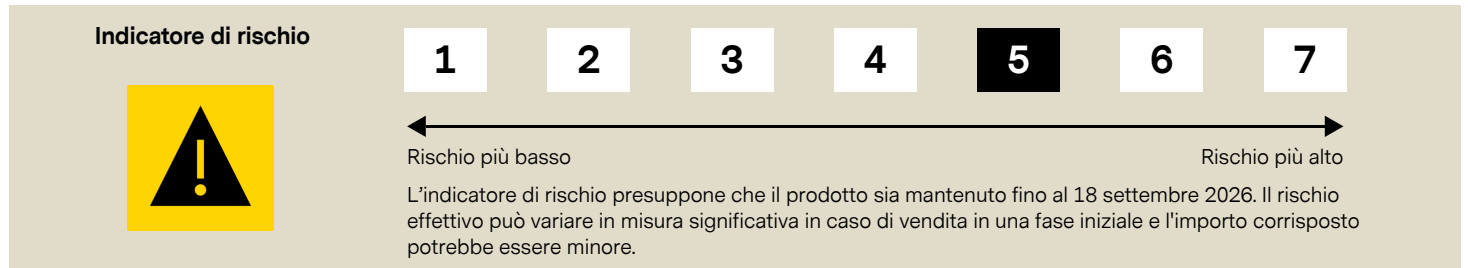 Indicatore di rischio
1 2 3 4 5 6 7
Rischio più basso Rischio più alto
L’indicatore di rischio presuppone che il prodotto sia mantenuto fino al 18 settembre 2026. Il rischio
effettivo può variare in misura significativa in caso di vendita in una fase iniziale e l'importo corrisposto
potrebbe essere minore.